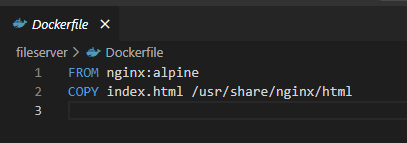 Dockerfile
fileserver > Dockerfile
1 FROM nginx:alpine
2 COPY index.html /usr/share/nginx/html
3